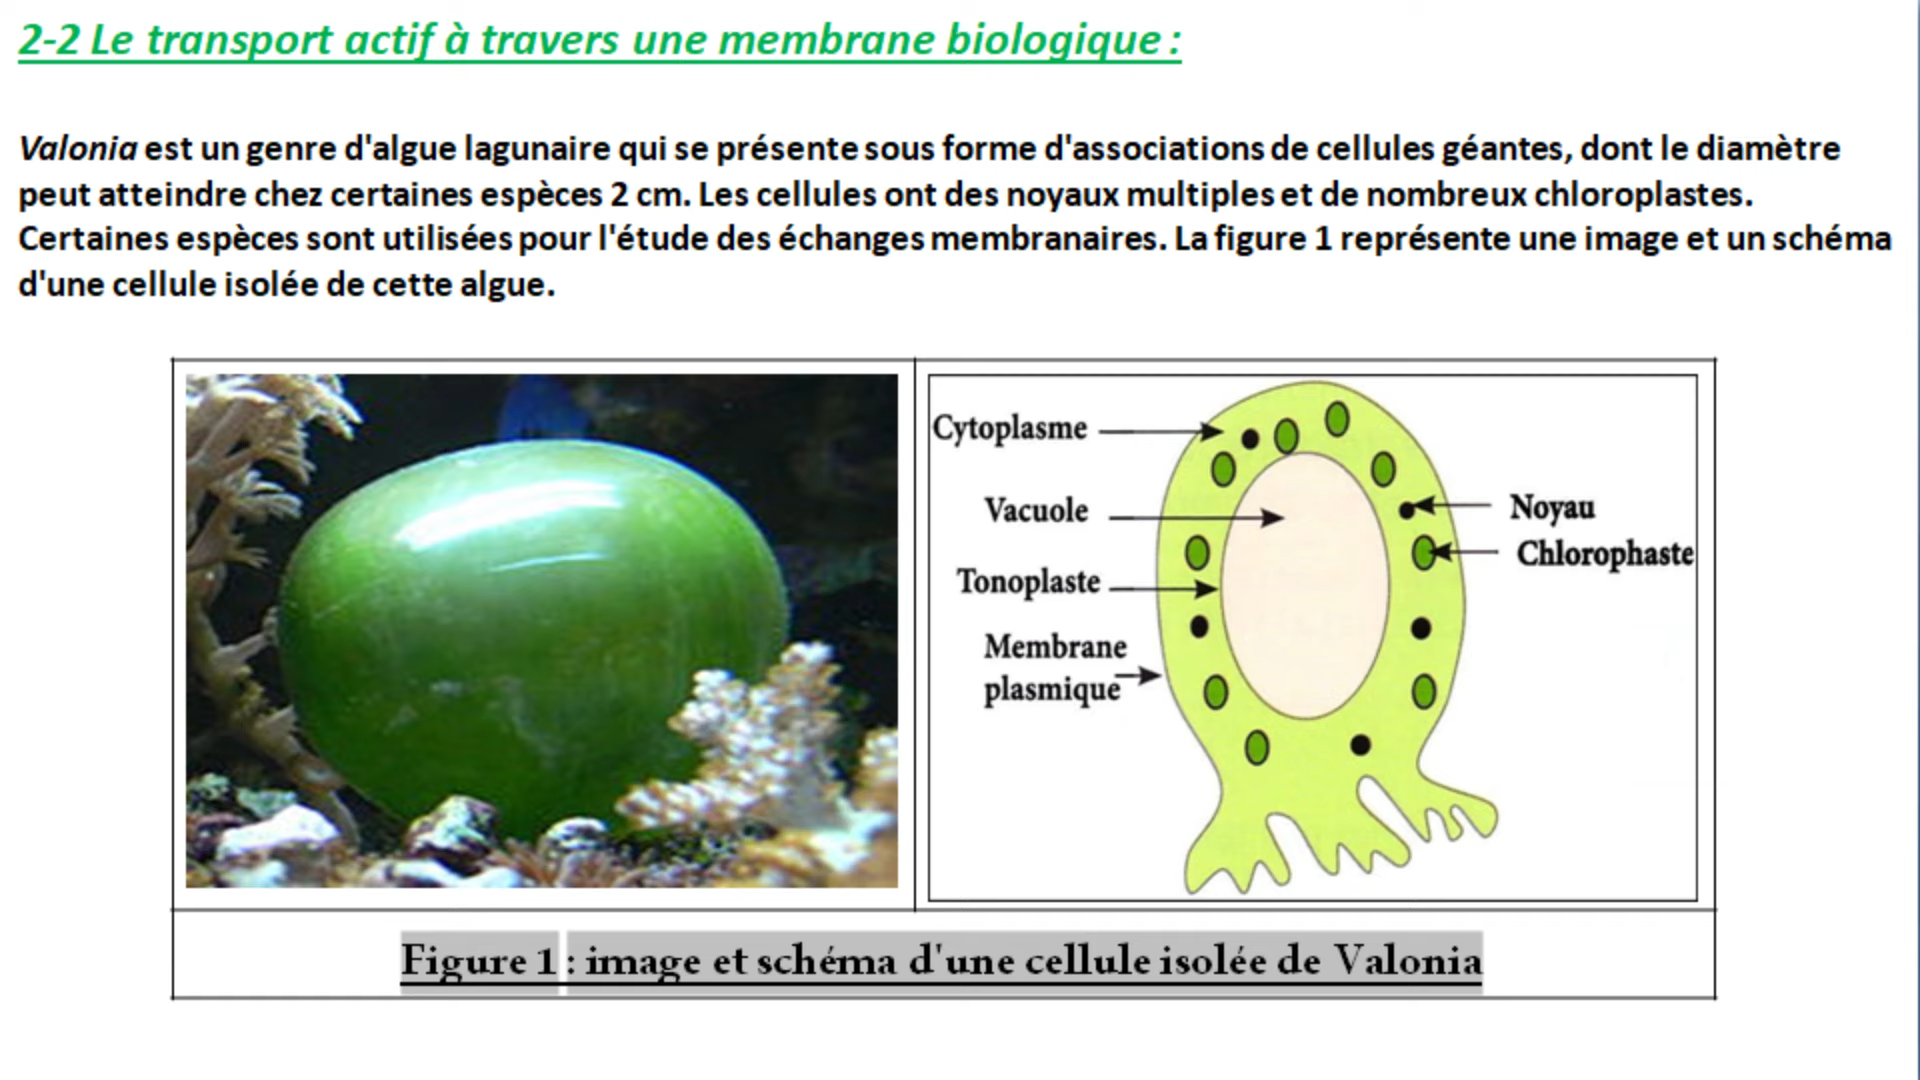 2-2 Le transport actif à travers une membrane biologique :
Valonia est un genre d'algue lagunaire qui se présente sous forme d'associations de cellules géantes, dont le diamètre
peut atteindre chez certaines espèces 2 cm. Les cellules ont des noyaux multiples et de nombreux chloroplastes.
Certaines espèces sont utilisées pour l'étude des échanges membranaires. La figure 1 représente une image et un schéma
d'une cellule isolée de cette algue.
Cytoplasme
Vacuole
Tonoplaste
Membrane
plasmique
Noyau
Chlorophaste
Figure 1 : image et schéma d'une cellule isolée de Valonia